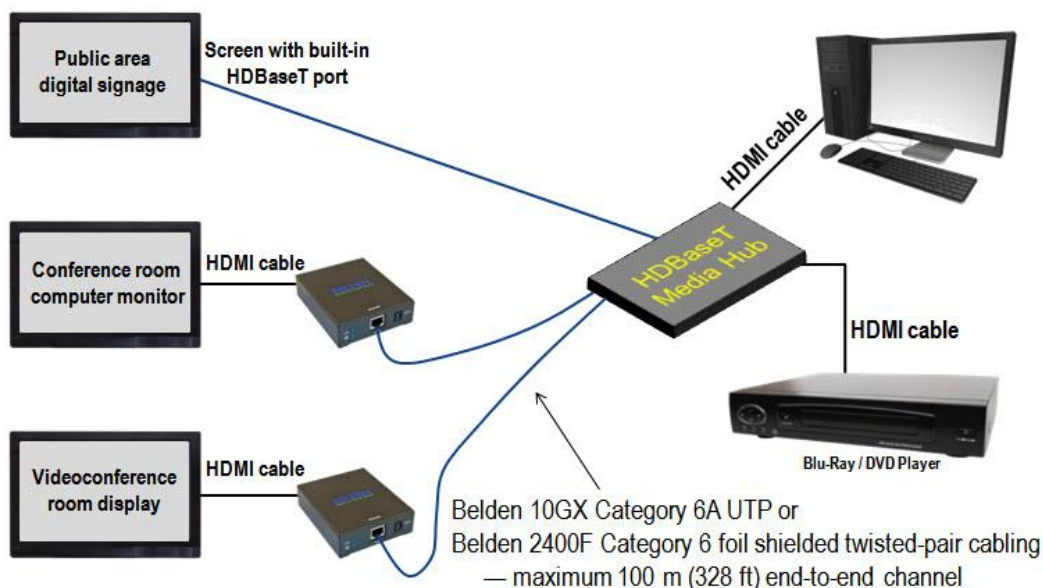 Public area
digital signage
Screen with built-in
HDBaseT port
Conference room
computer monitor
HDMI cable
Videoconference
room display
HDMI cable
HDBaseT
Media Hub
HDMI cable
HDMI cable
Blu-Ray / DVD Player
Belden 10GX Category 6A UTP or
Belden 2400F Category 6 foil shielded twisted-pair cabling
— maximum 100 m (328 ft) end-to-end channel